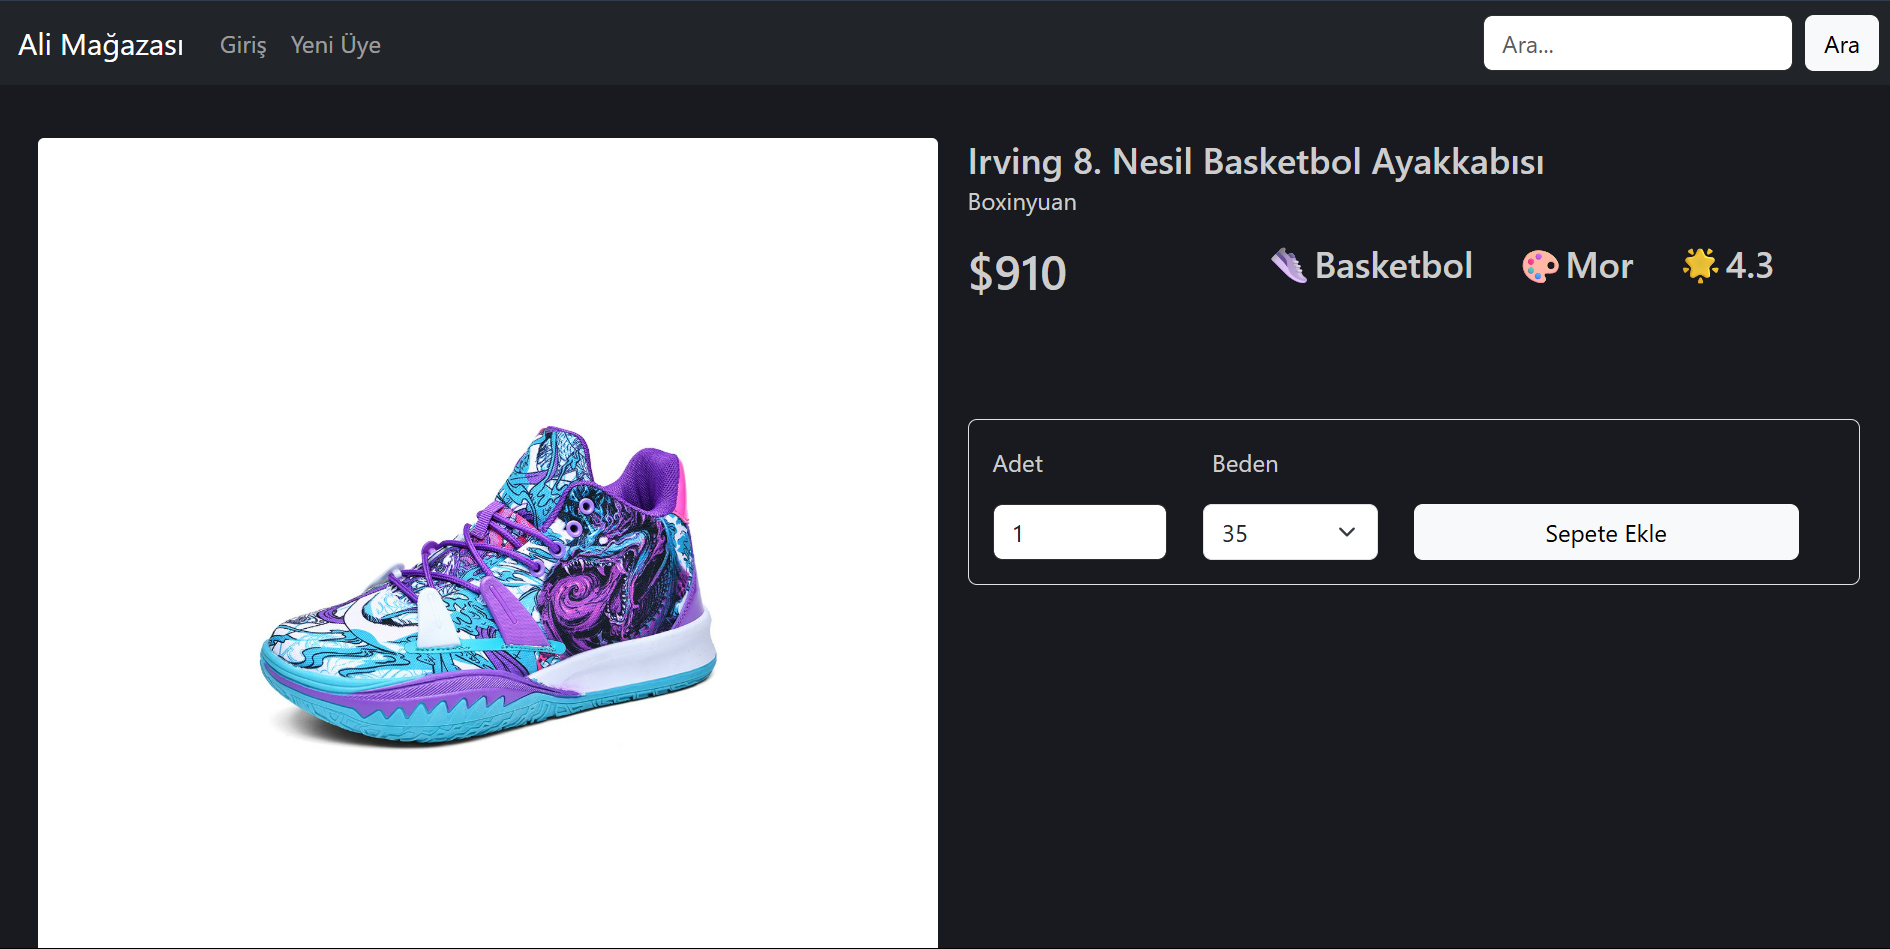 Ali Mağazası Giriş Yeni Üye Ara... Ara
Irving 8. Nesil Basketbol Ayakkabısı
Boxinyuan
$910 Basketbol Mor 4.3
Adet Beden
1 35 Sepete Ekle